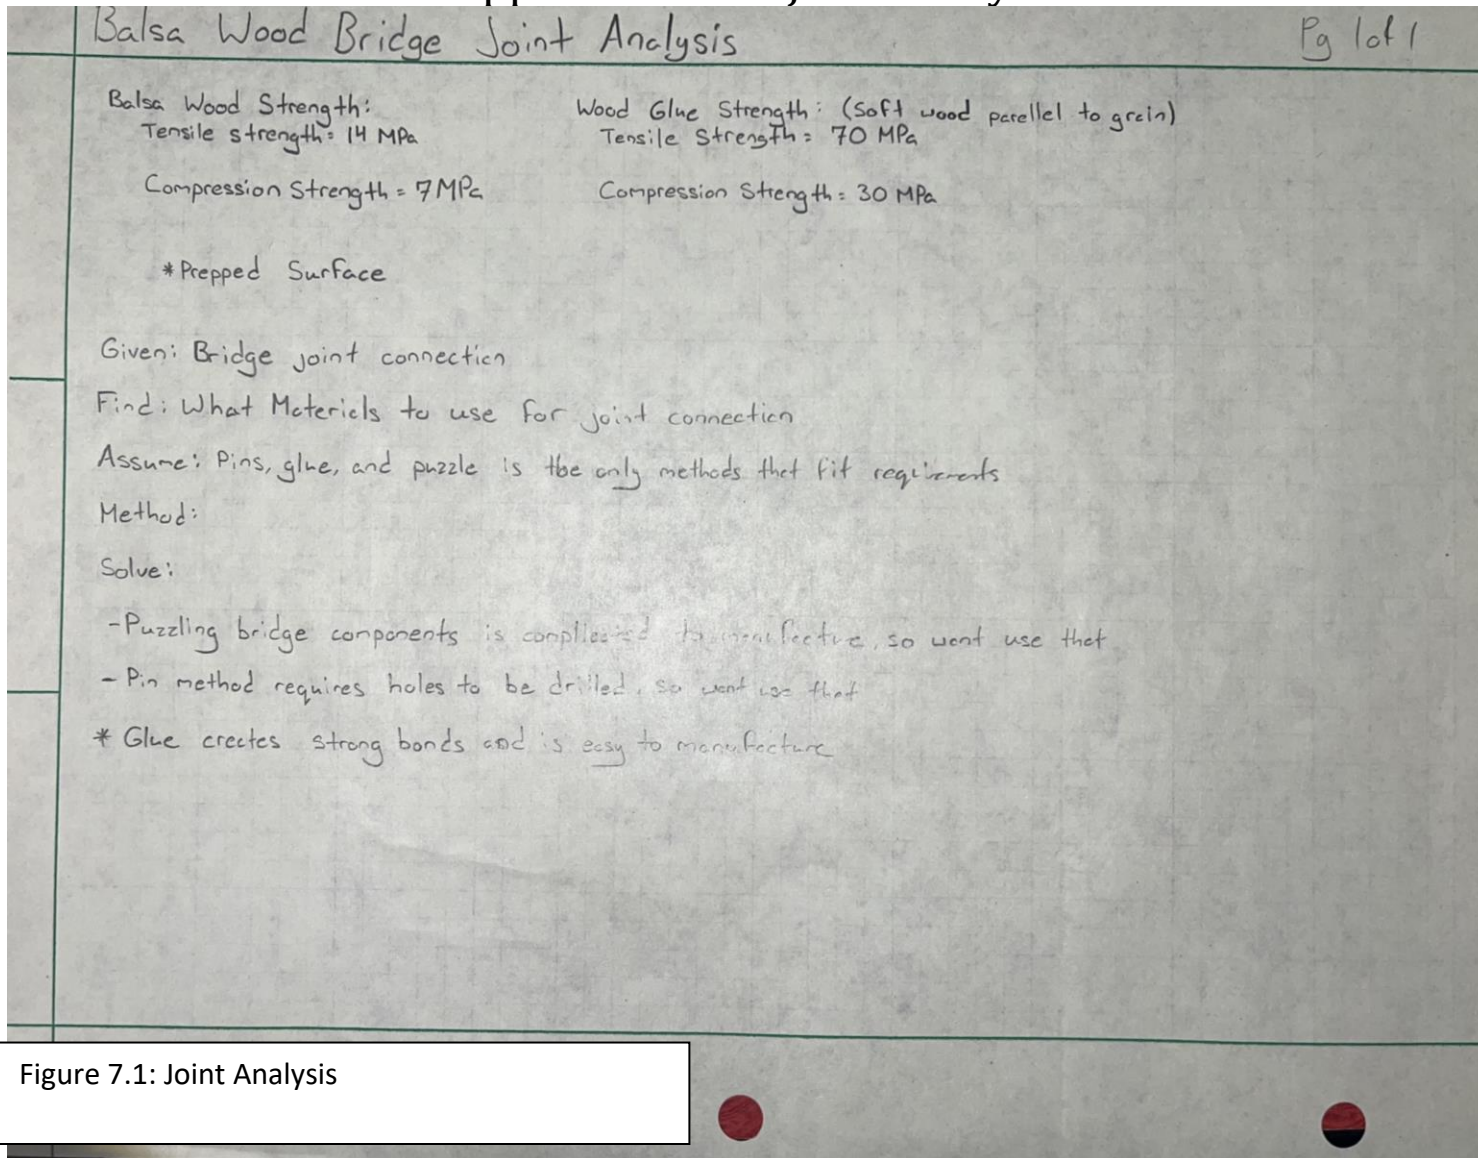 Balsa Wood Bridge Joint Analysis Pg 1 of 1
Balsa Wood Strength: Wood Glue Strength: (Soft wood parellel to grain)
Tensile strength = 14 MPa Tensile Strength = 70 MPa
Compression Strength = 7 MPa Compression Strength = 30 MPa
*Prepped Surface
Given: Bridge joint connection
Find: What Materials to use for joint connection
Assume: Pins, glue, and puzzle is the only methods that fit requirements
Method:
Solve:
-Puzzling bridge components is complicated to manufactur, so wont use that
- Pin method requires holes to be drilled, so wont use that
* Glue creates strong bonds and is easy to manufacture
Figure 7.1: Joint Analysis